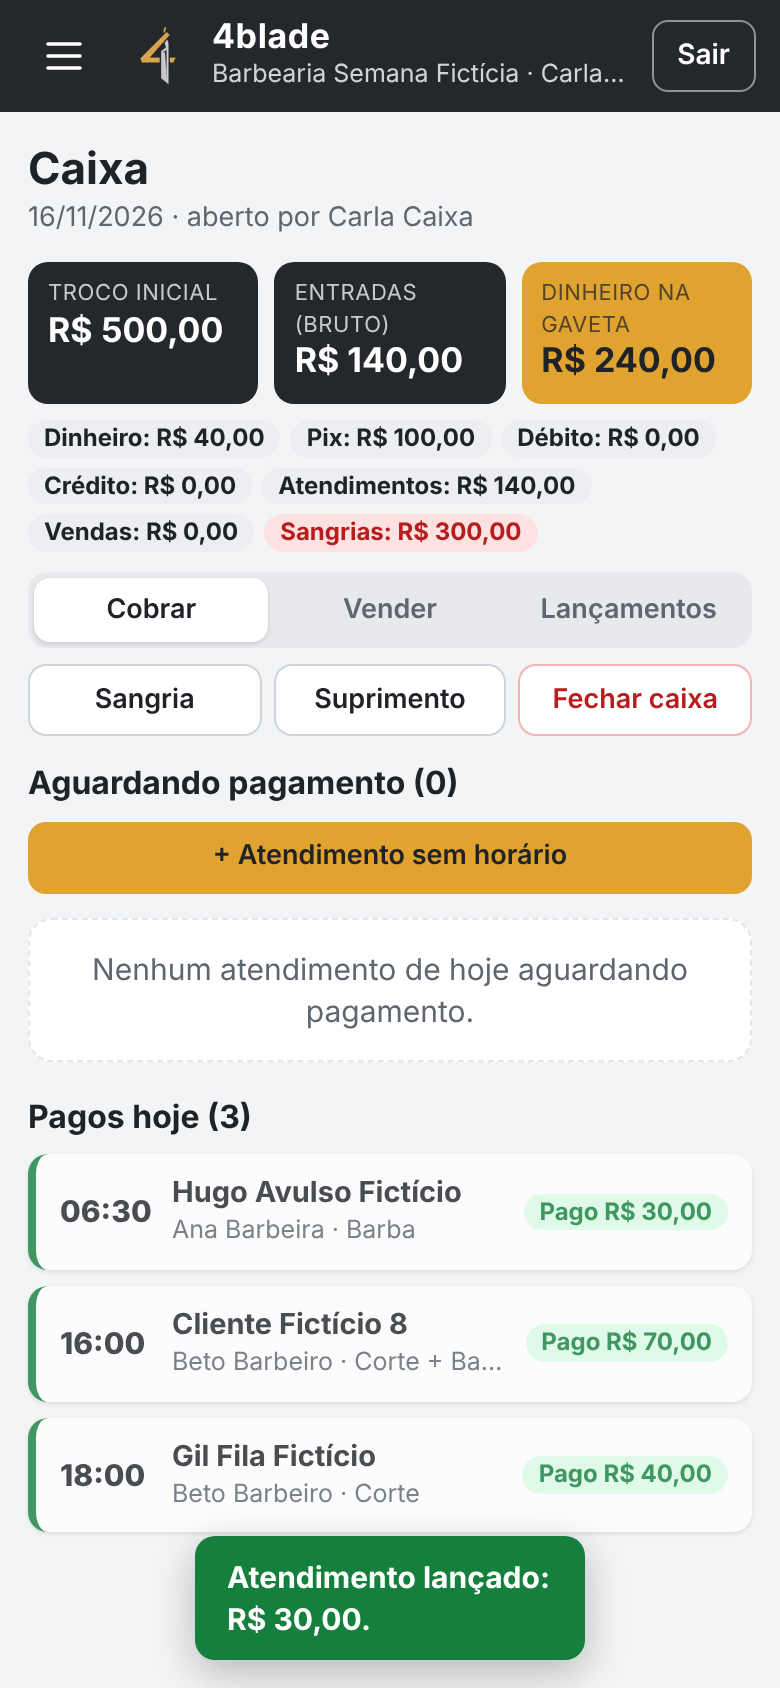 4blade
Barbearia Semana Fictícia · Carla...
Sair
Caixa
16/11/2026 · aberto por Carla Caixa
TROCO INICIAL
R$ 500,00
ENTRADAS
(BRUTO)
R$ 140,00
DINHEIRO NA
GAVETA
R$ 240,00
Dinheiro: R$ 40,00
Pix: R$ 100,00
Débito: R$ 0,00
Crédito: R$ 0,00
Atendimentos: R$ 140,00
Vendas: R$ 0,00
Sangrias: R$ 300,00
Cobrar
Vender
Lançamentos
Sangria
Suprimento
Fechar caixa
Aguardando pagamento (0)
+ Atendimento sem horário
Nenhum atendimento de hoje aguardando
pagamento.
Pagos hoje (3)
06:30
Hugo Avulso Fictício
Ana Barbeira · Barba
Pago R$ 30,00
16:00
Cliente Fictício 8
Beto Barbeiro · Corte + Ba...
Pago R$ 70,00
18:00
Gil Fila Fictício
Beto Barbeiro · Corte
Pago R$ 40,00
Atendimento lançado:
R$ 30,00.